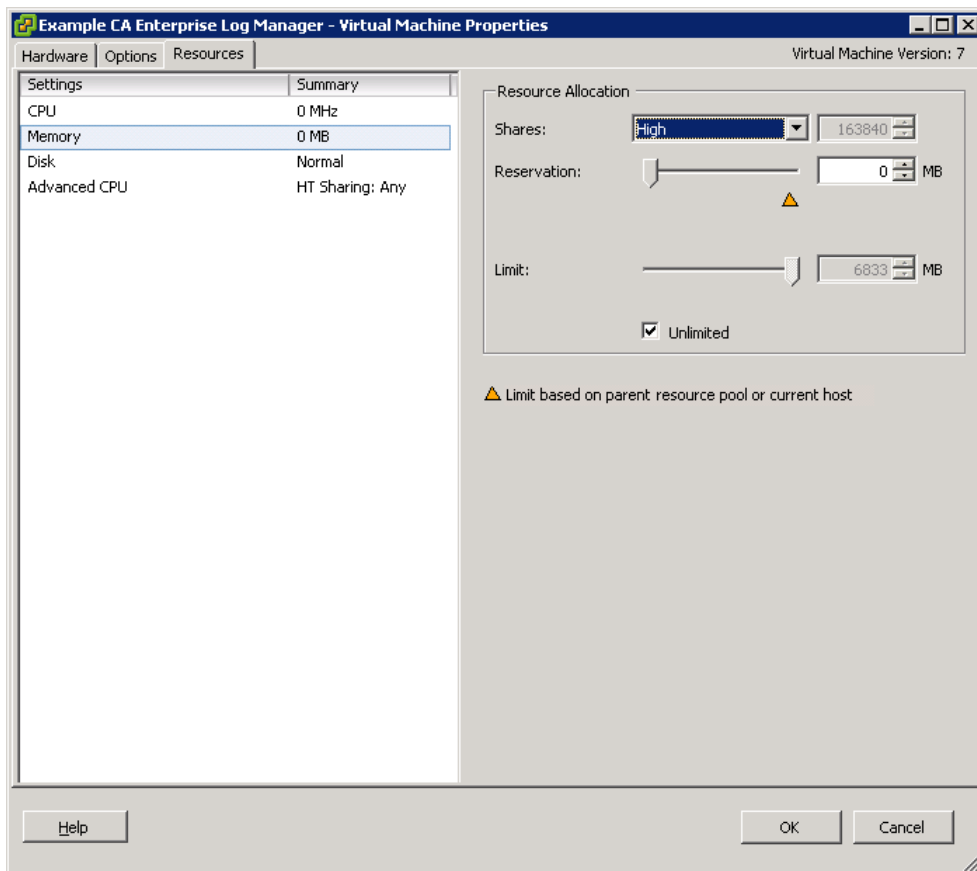 Example CA Enterprise Log Manager - Virtual Machine Properties
Hardware Options Resources Virtual Machine Version: 7
Settings Summary
CPU 0 MHz
Memory 0 MB
Disk Normal
Advanced CPU HT Sharing: Any
Resource Allocation
Shares: High 163840
Reservation: 0 MB
Limit: 6833 MB
Unlimited
Limit based on parent resource pool or current host
Help OK Cancel